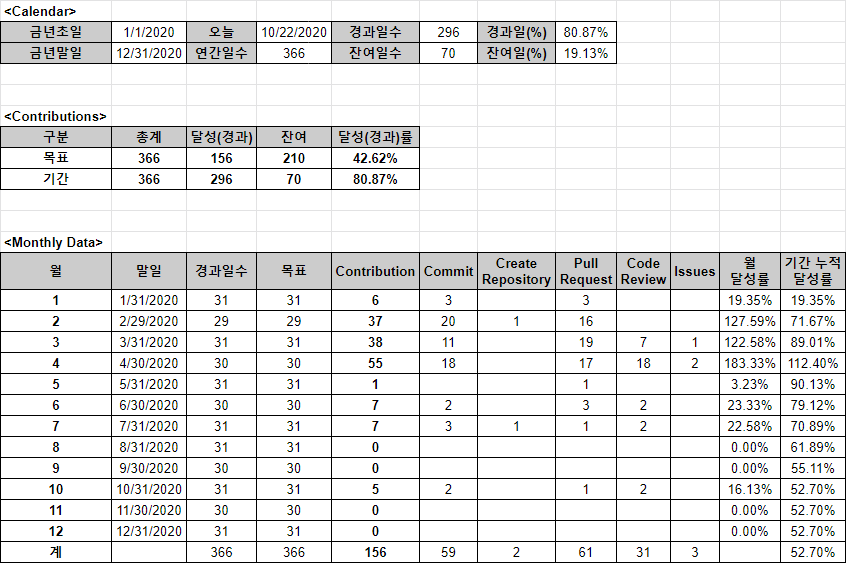 <Calendar>
금년초일 1/1/2020 오늘 10/22/2020 경과일수 296 경과일(%) 80.87%
금년말일 12/31/2020 연간일수 366 잔여일수 70 잔여일(%) 19.13%
<Contributions>
구분 총계 달성(경과) 잔여 달성(경과)률
목표 366 156 210 42.62%
기간 366 296 70 80.87%
<Monthly Data>
월 말일 경과일수 목표 Contribution Commit Create Repository Pull Request Code Review Issues 월 달성률 기간 누적 달성률
1 1/31/2020 31 31 6 3 3 19.35% 19.35%
2 2/29/2020 29 29 37 20 1 16 127.59% 71.67%
3 3/31/2020 31 31 38 11 19 7 1 122.58% 89.01%
4 4/30/2020 30 30 55 18 17 18 2 183.33% 112.40%
5 5/31/2020 31 31 1 1 3.23% 90.13%
6 6/30/2020 30 30 7 2 3 2 23.33% 79.12%
7 7/31/2020 31 31 7 3 1 1 2 22.58% 70.89%
8 8/31/2020 31 31 0 0.00% 61.89%
9 9/30/2020 30 30 0 0.00% 55.11%
10 10/31/2020 31 31 5 2 1 2 16.13% 52.70%
11 11/30/2020 30 30 0 0.00% 52.70%
12 12/31/2020 31 31 0 0.00% 52.70%
계 366 366 156 59 2 61 31 3 52.70%